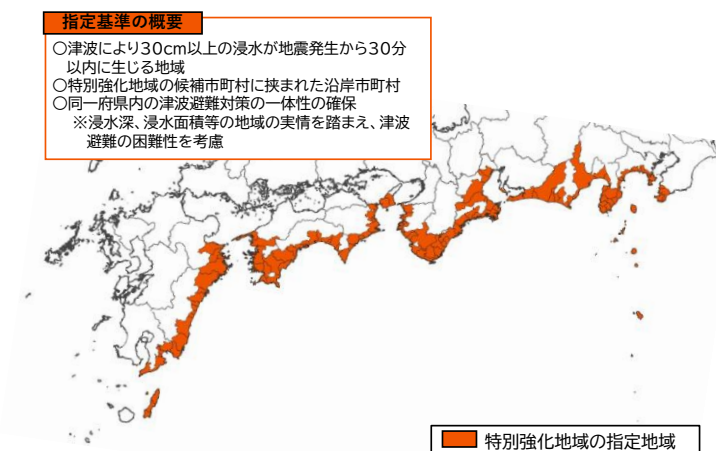 指定基準の概要
○津波により30cm以上の浸水が地震発生から30分
以内に生じる地域
○特別強化地域の候補市町村に挟まれた沿岸市町村
○同一府県内の津波避難対策の一体性の確保
※浸水深、浸水面積等の地域の実情を踏まえ、津波
避難の困難性を考慮
特別強化地域の指定地域